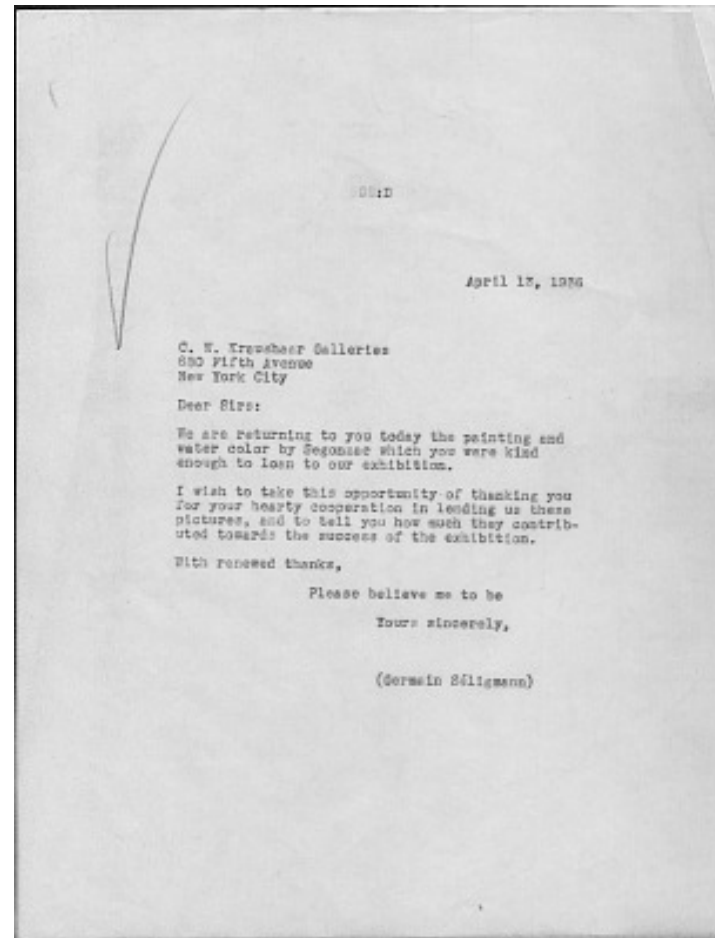 April 13, 1936
C. W. Kraushaar Galleries
680 Fifth Avenue
New York City
Dear Sirs:
We are returning to you today the painting and
water color by Segonzac which you were kind
enough to loan to our exhibition.
I wish to take this opportunity of thanking you
for your hearty cooperation in lending us these
pictures, and to tell you how much they contrib-
uted towards the success of the exhibition.
With renewed thanks,
Please believe me to be
Yours sincerely,
(Germain Séligmann)